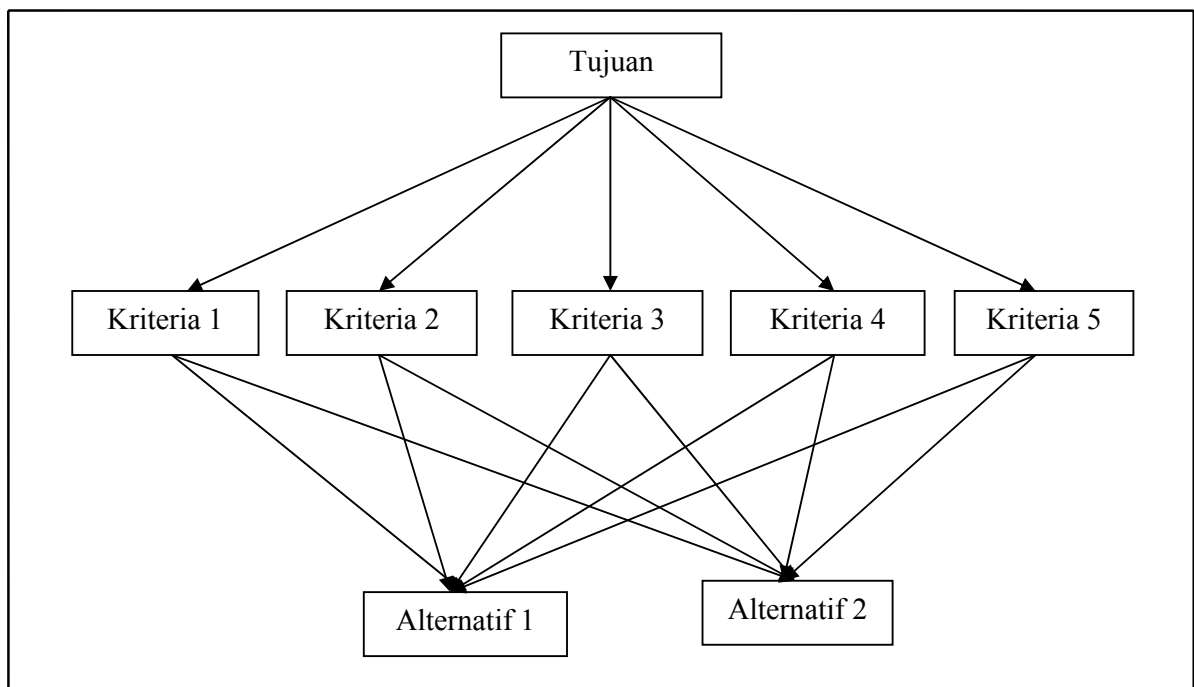 Tujuan
Kriteria 1
Kriteria 2
Kriteria 3
Kriteria 4
Kriteria 5
Alternatif 1
Alternatif 2